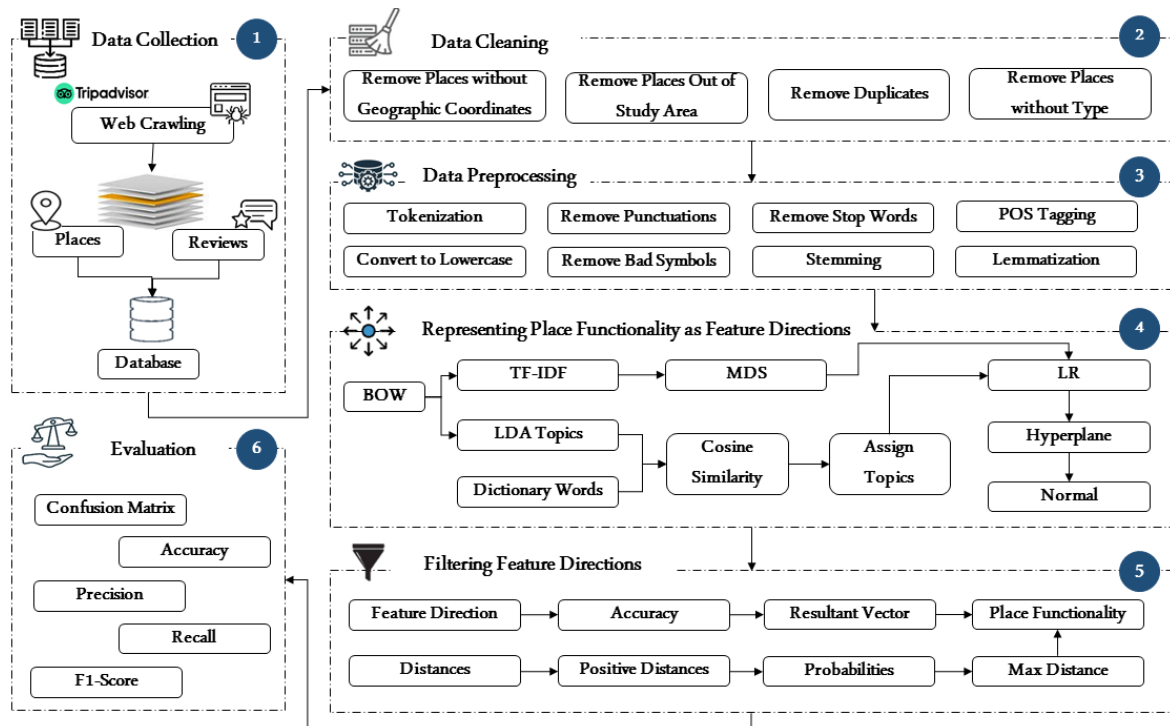 Data Collection
1
Tripadvisor
Web Crawling
Places
Reviews
Database
Data Cleaning
2
Remove Places without
Geographic Coordinates
Remove Places Out of
Study Area
Remove Duplicates
Remove Places
without Type
Data Preprocessing
3
Tokenization
Remove Punctuations
Remove Stop Words
POS Tagging
Convert to Lowercase
Remove Bad Symbols
Stemming
Lemmatization
Representing Place Functionality as Feature Directions
4
BOW
TF-IDF
MDS
LR
LDA Topics
Dictionary Words
Cosine
Similarity
Assign
Topics
Hyperplane
Normal
Filtering Feature Directions
5
Feature Direction
Accuracy
Resultant Vector
Place Functionality
Distances
Positive Distances
Probabilities
Max Distance
Evaluation
6
Confusion Matrix
Accuracy
Precision
Recall
F1-Score